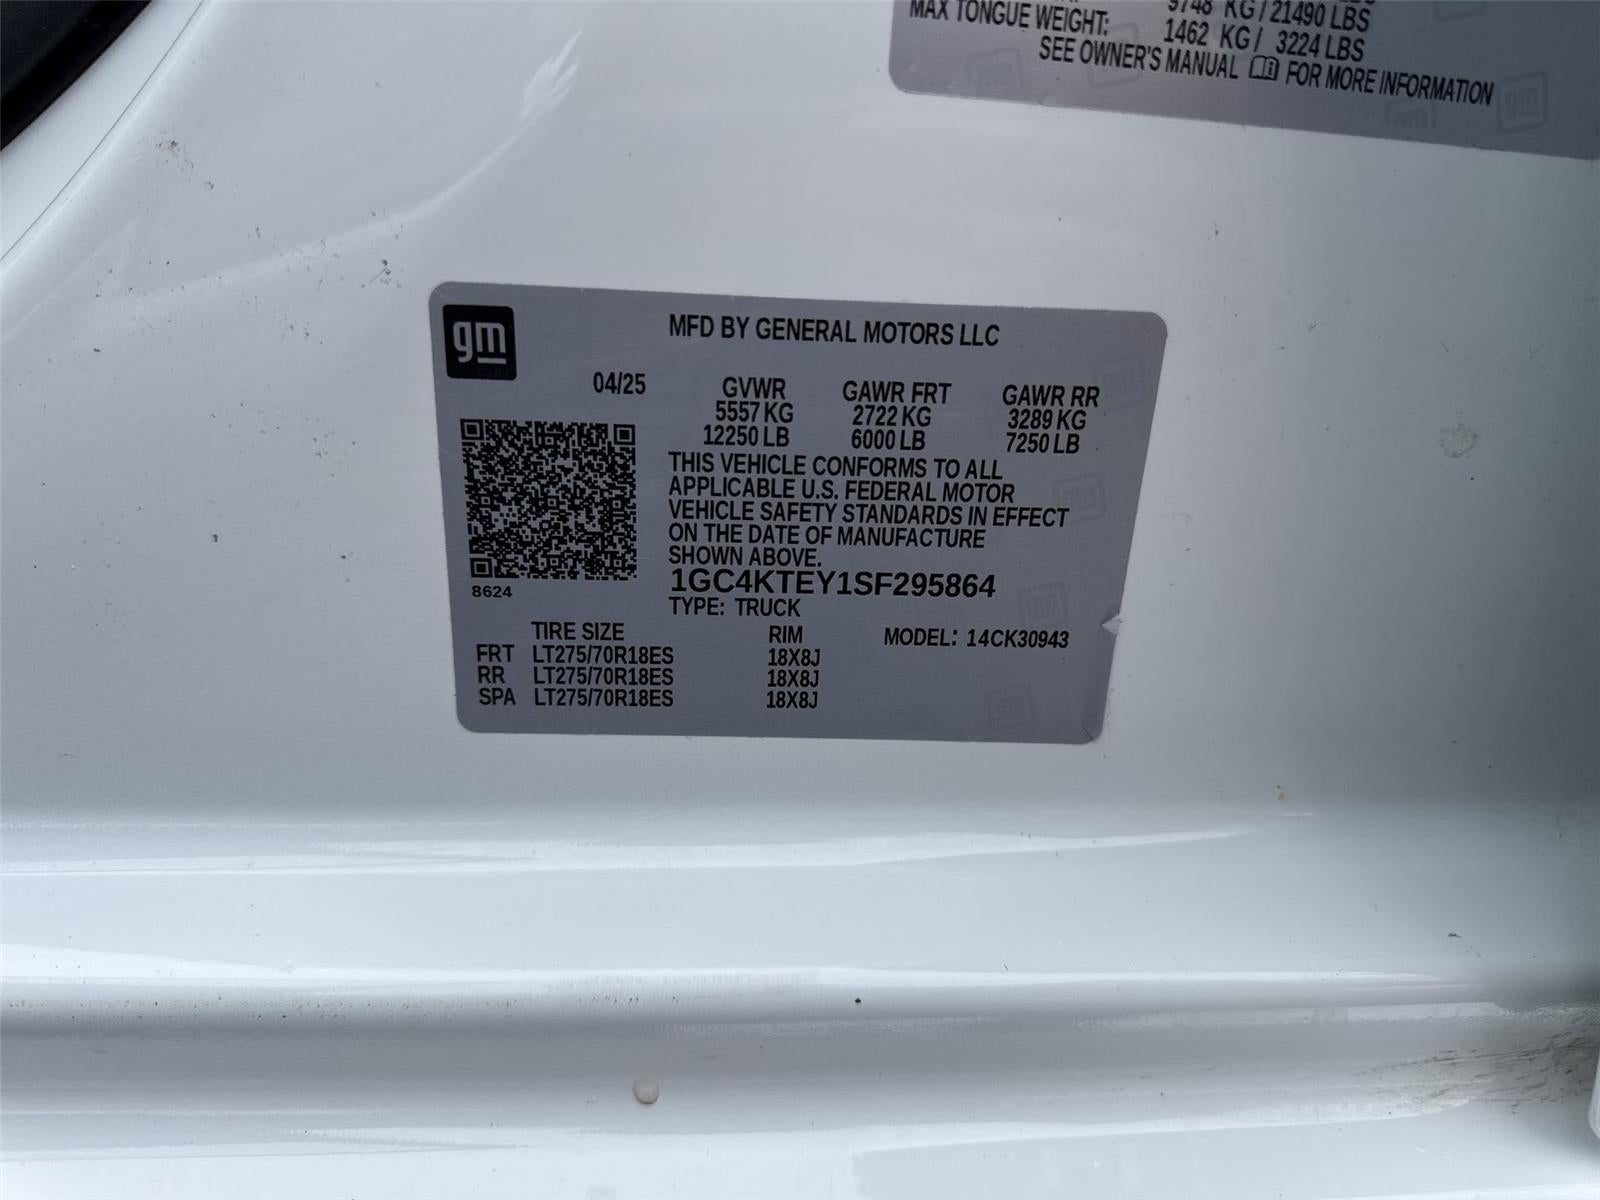 9748 KG / 21490 LBS
MAX TONGUE WEIGHT: 1462 KG / 3224 LBS
SEE OWNER'S MANUAL FOR MORE INFORMATION
gm
MFD BY GENERAL MOTORS LLC
04/25 GVWR GAWR FRT GAWR RR
5557 KG 2722 KG 3289 KG
12250 LB 6000 LB 7250 LB
THIS VEHICLE CONFORMS TO ALL
APPLICABLE U.S. FEDERAL MOTOR
VEHICLE SAFETY STANDARDS IN EFFECT
ON THE DATE OF MANUFACTURE
SHOWN ABOVE.
8624
1GC4KTEY1SF295864
TYPE: TRUCK
TIRE SIZE RIM MODEL: 14CK30943
FRT LT275/70R18ES 18X8J
RR LT275/70R18ES 18X8J
SPA LT275/70R18ES 18X8J